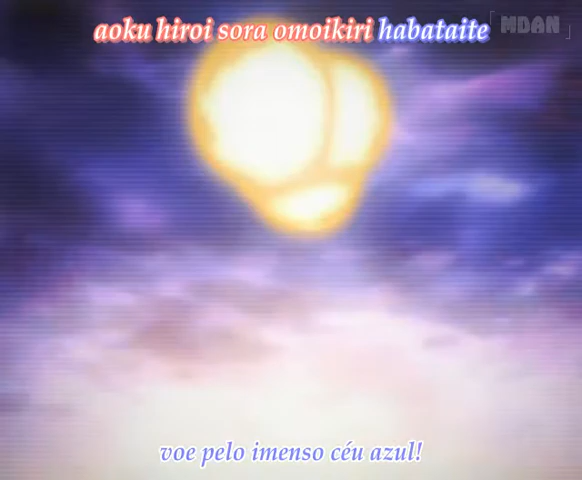 aoku hiroi sora omoikiri habataite
MDAN
voe pelo imenso céu azul!